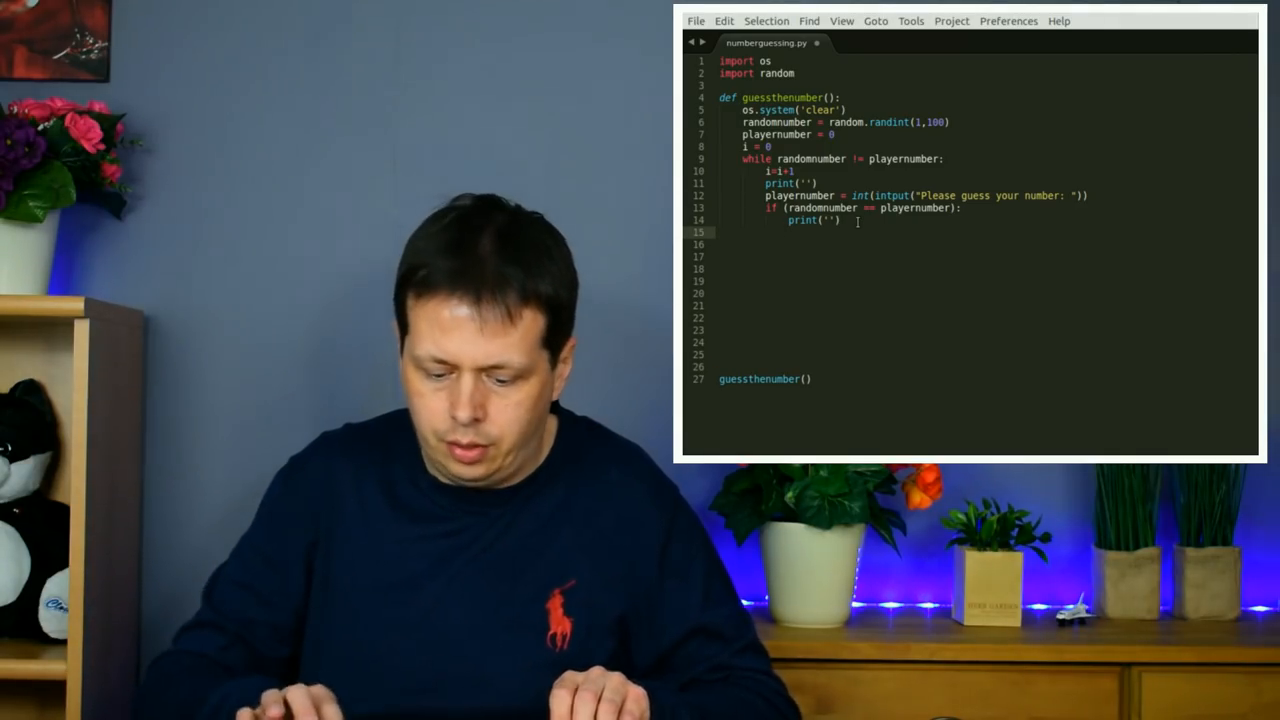 File Edit Selection Find View Goto Tools Project Preferences Help
numberguessing.py
1 import os
2 import random
3
4 def guessthenumber():
5 os.system('clear')
6 randomnumber = random.randint(1,100)
7 playernumber = 0
8 i = 0
9 while randomnumber != playernumber:
10 i=i+1
11 print('')
12 playernumber = int(intput("Please guess your number: "))
13 if (randomnumber == playernumber):
14 print('')
15
16
17
18
19
20
21
22
23
24
25
26
27 guessthenumber()
HERB GARDEN